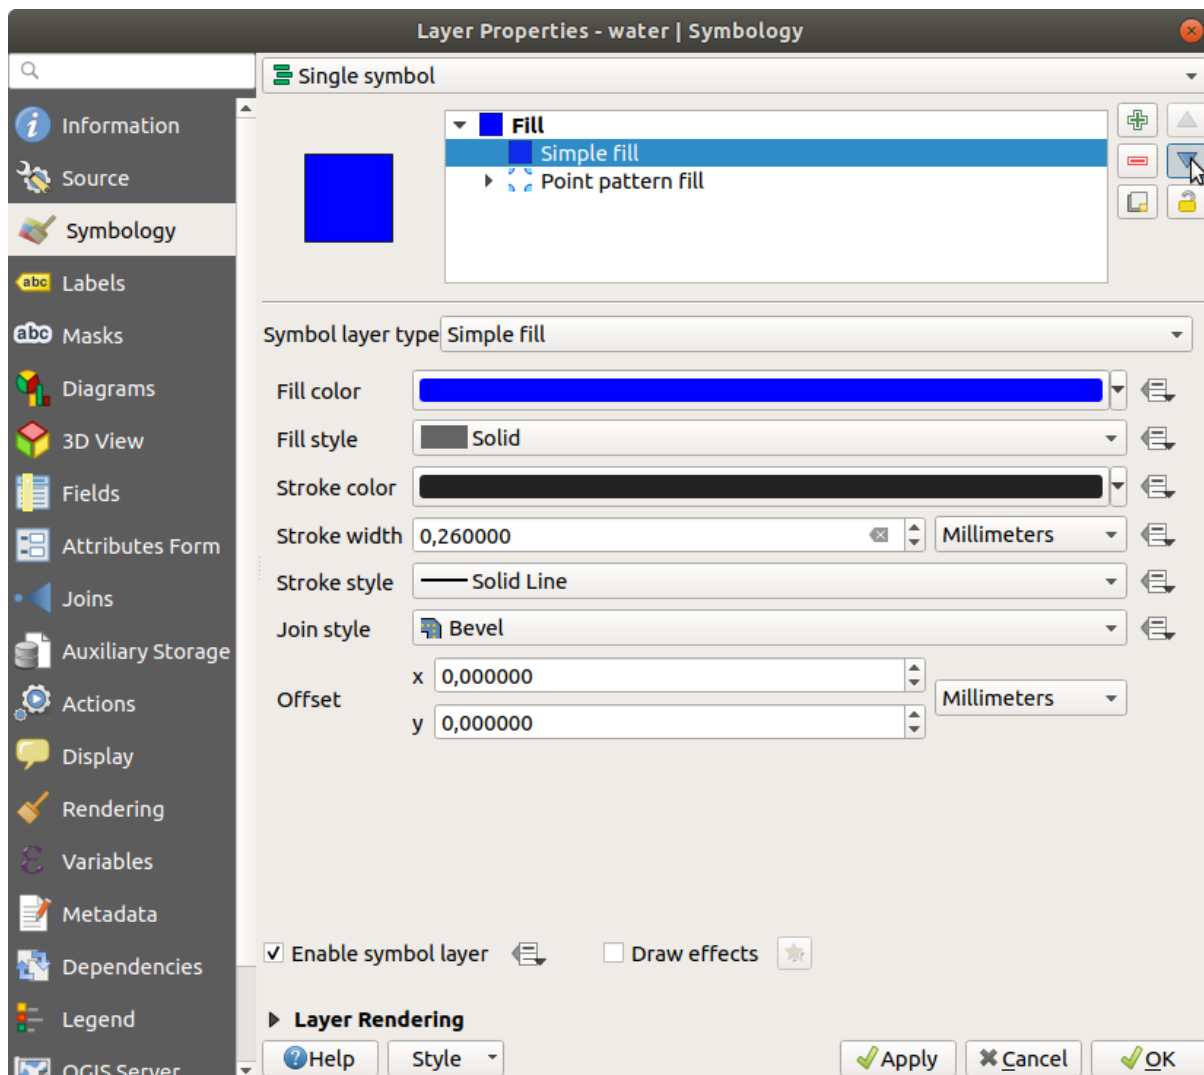 Layer Properties - water | Symbology
Single symbol
Information
Source
Symbology
Labels
Masks
Diagrams
3D View
Fields
Attributes Form
Joins
Auxiliary Storage
Actions
Display
Rendering
Variables
Metadata
Dependencies
Legend
QGIS Server
Fill
Simple fill
Point pattern fill
Symbol layer type Simple fill
Fill color
Fill style Solid
Stroke color
Stroke width 0,260000 Millimeters
Stroke style Solid Line
Join style Bevel
Offset x 0,000000 Millimeters
y 0,000000
Enable symbol layer Draw effects
Layer Rendering
Help Style Apply Cancel OK